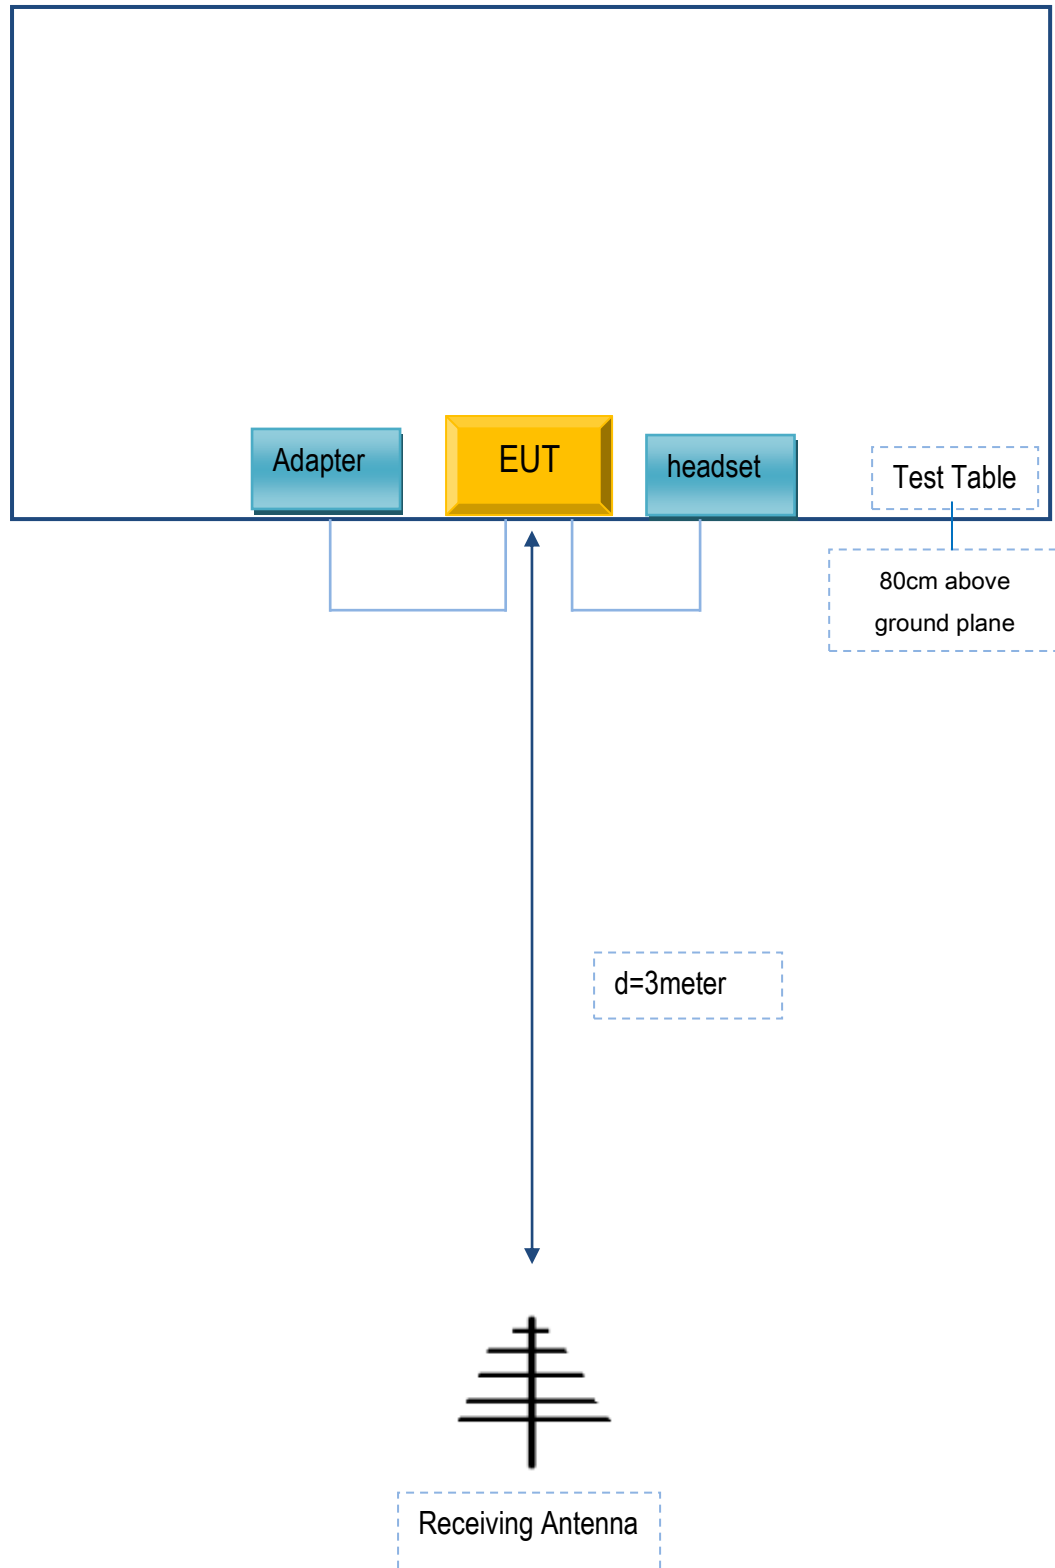 Adapter
EUT
headset
Test Table
80cm above
ground plane
d=3meter
Receiving Antenna